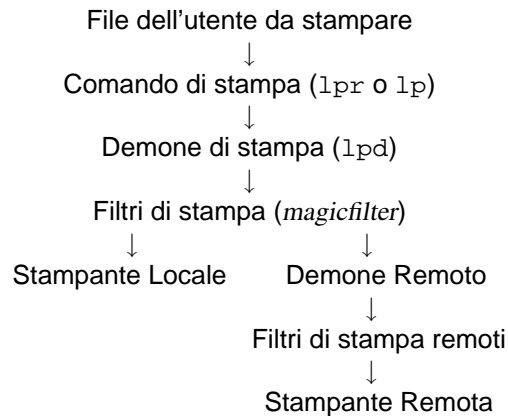 File dell'utente da stampare
↓
Comando di stampa (lpr o lp)
↓
Demone di stampa (lpd)
↓
Filtri di stampa (magicfilter)
↓ ↓
Stampante Locale Demone Remoto
↓
Filtri di stampa remoti
↓
Stampante Remota